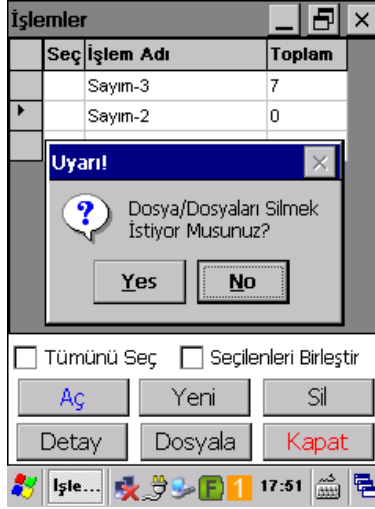 İşlemler
Seç İşlem Adı Toplam
Sayım-3 7
Sayım-2 0
Uyarı!
Dosya/Dosyaları Silmek
İstiyor Musunuz?
Yes No
Tümünü Seç Seçilenleri Birleştir
Aç Yeni Sil
Detay Dosyala Kapat
İşle... F 1 17:51